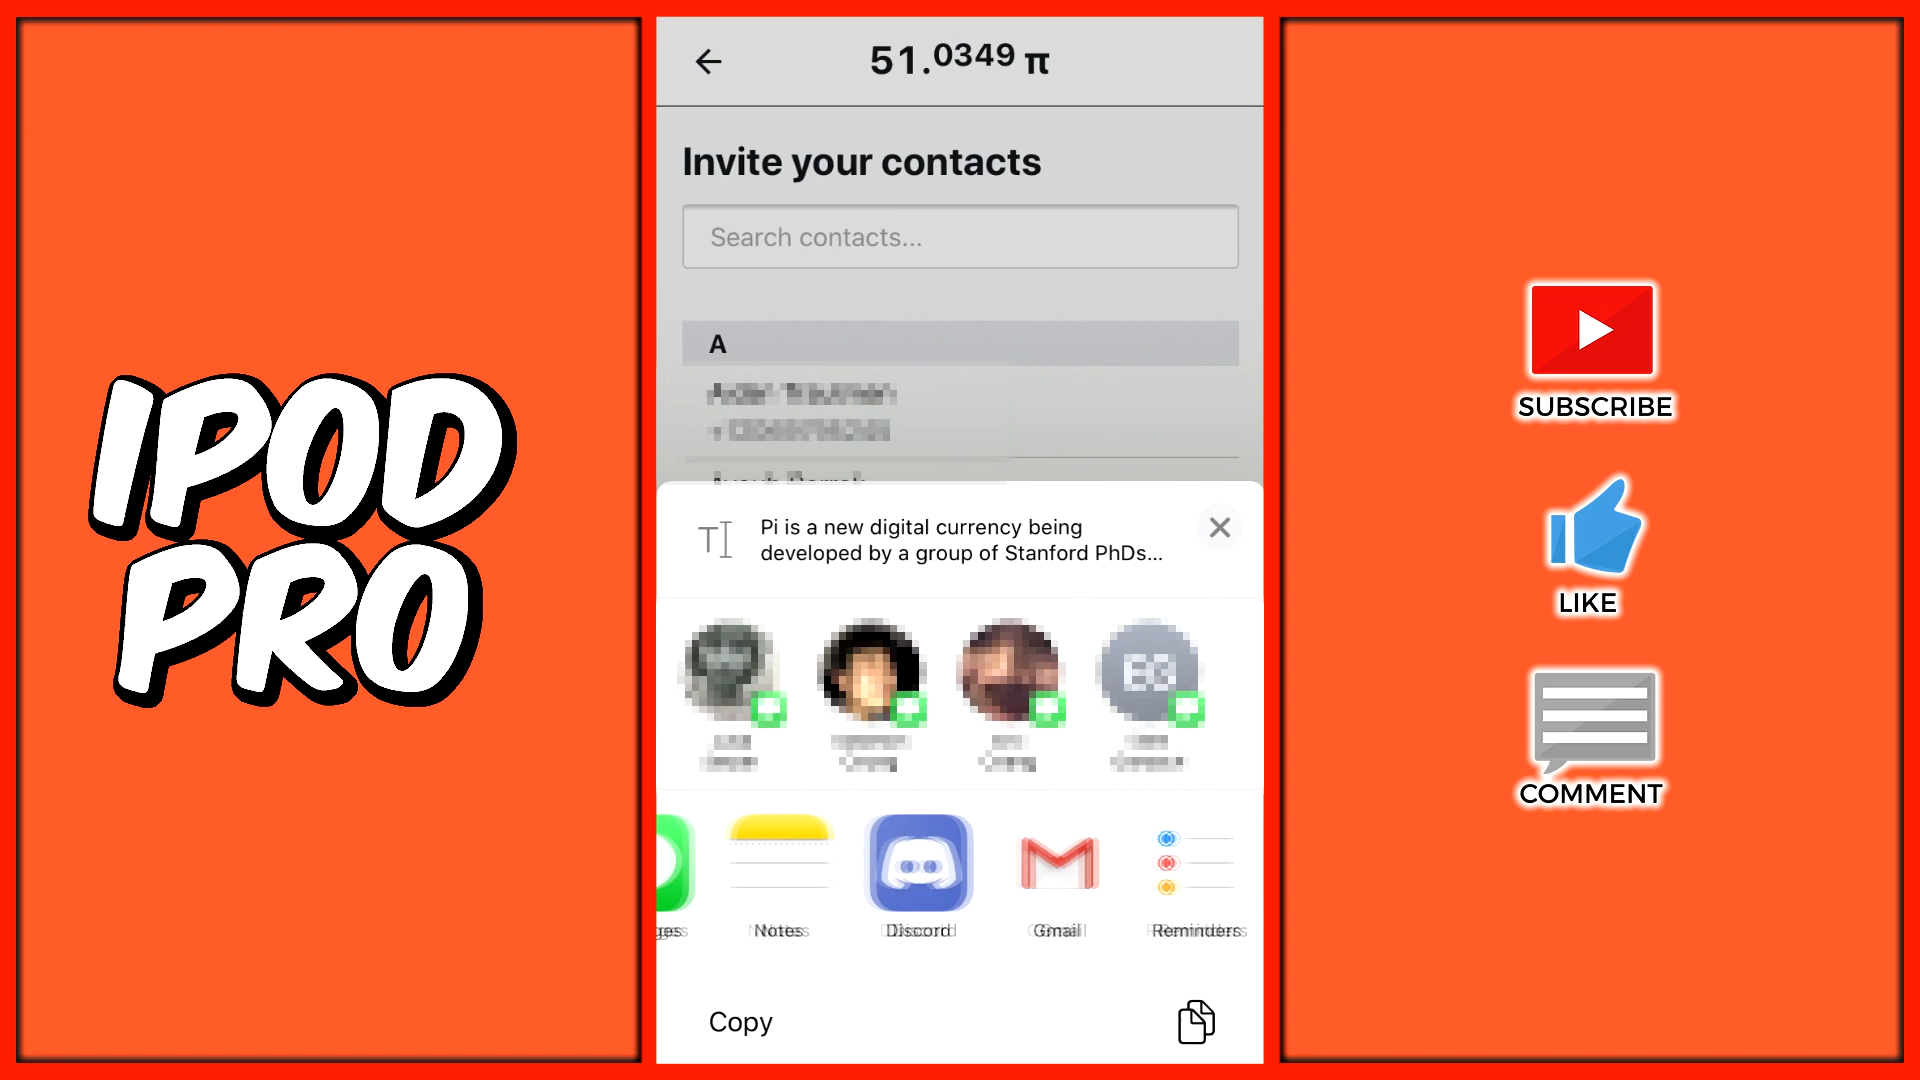 IPOD
PRO
51.0349 π
Invite your contacts
Search contacts...
A
Pi is a new digital currency being
developed by a group of Stanford PhDs...
Notes
Discord
Gmail
Reminders
Copy
SUBSCRIBE
LIKE
COMMENT